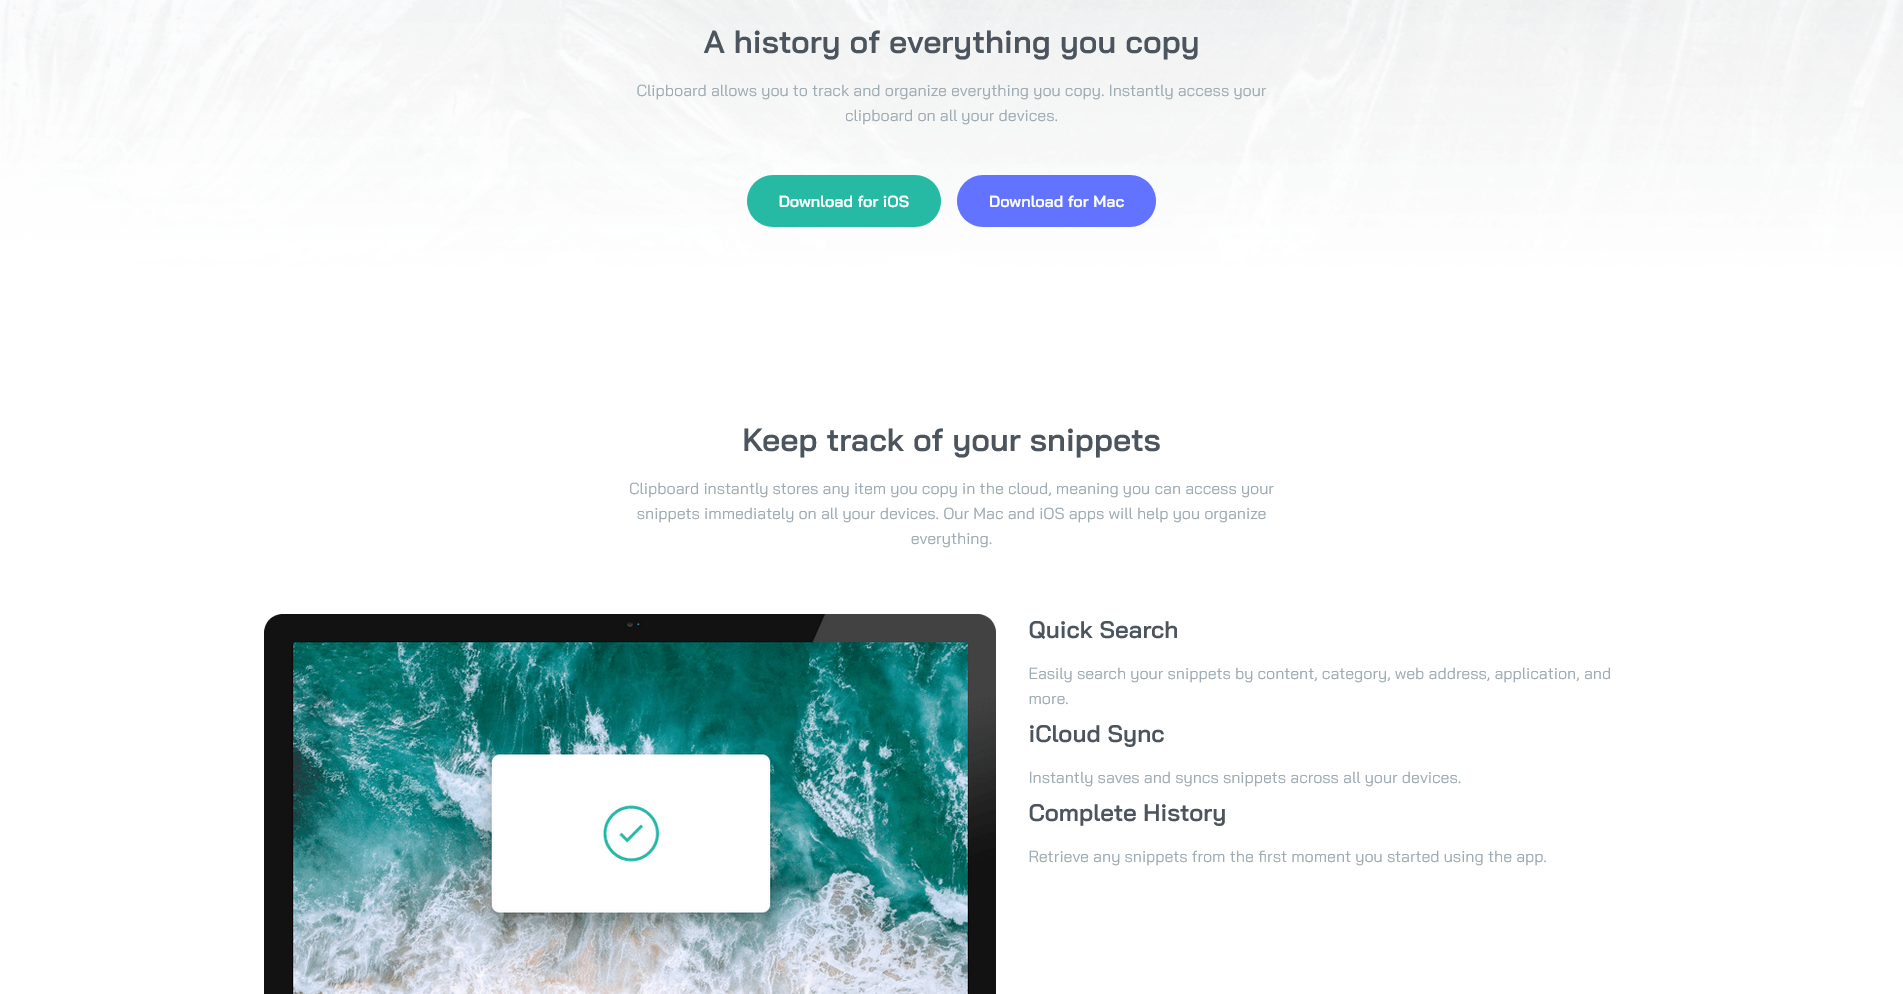 A history of everything you copy
Clipboard allows you to track and organize everything you copy. Instantly access your
clipboard on all your devices.
Download for iOS
Download for Mac
Keep track of your snippets
Clipboard instantly stores any item you copy in the cloud, meaning you can access your
snippets immediately on all your devices. Our Mac and iOS apps will help you organize
everything.
Quick Search
Easily search your snippets by content, category, web address, application, and
more.
iCloud Sync
Instantly saves and syncs snippets across all your devices.
Complete History
Retrieve any snippets from the first moment you started using the app.